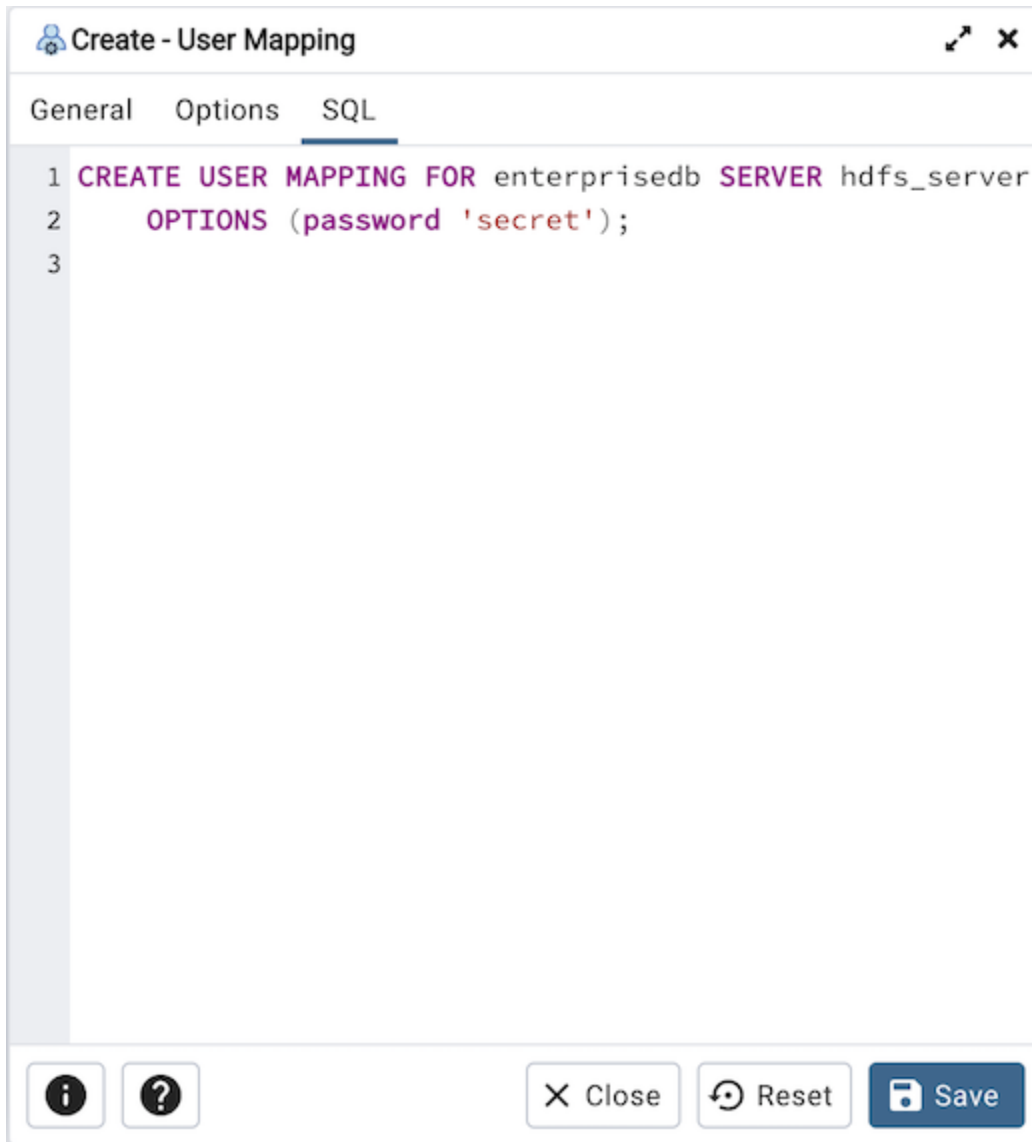 Create - User Mapping
General Options SQL
1 CREATE USER MAPPING FOR enterprisedb SERVER hdfs_server
2 OPTIONS (password 'secret');
3
Close Reset Save